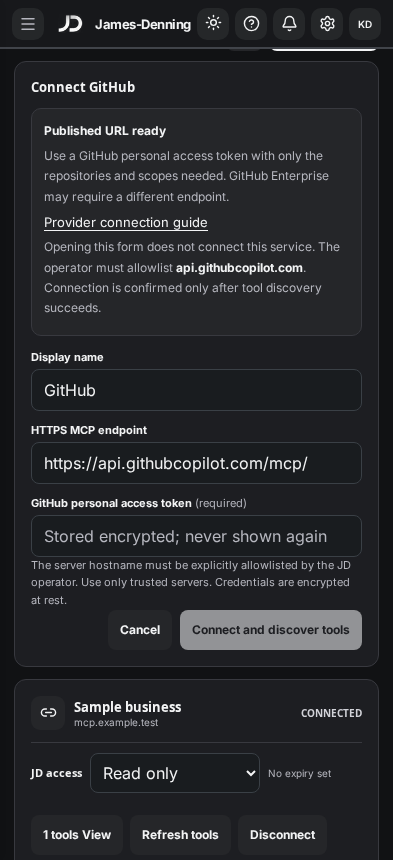 JD James-Denning KD
Connect GitHub
Published URL ready
Use a GitHub personal access token with only the
repositories and scopes needed. GitHub Enterprise
may require a different endpoint.
Provider connection guide
Opening this form does not connect this service. The
operator must allowlist api.githubcopilot.com.
Connection is confirmed only after tool discovery
succeeds.
Display name
GitHub
HTTPS MCP endpoint
https://api.githubcopilot.com/mcp/
GitHub personal access token (required)
Stored encrypted; never shown again
The server hostname must be explicitly allowlisted by the JD
operator. Use only trusted servers. Credentials are encrypted
at rest.
Cancel Connect and discover tools
Sample business CONNECTED
mcp.example.test
JD access Read only No expiry set
1 tools View Refresh tools Disconnect